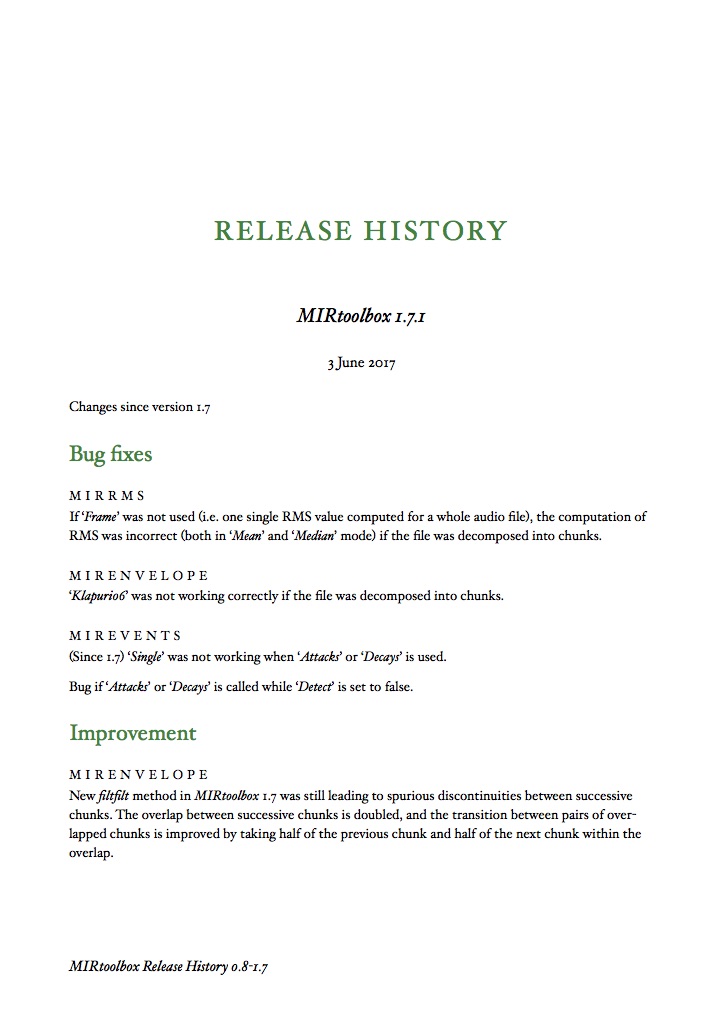 RELEASE HISTORY
MIRtoolbox 1.7.1
3 June 2017
Changes since version 1.7
Bug fixes
MIRRMS
If ‘Frame’ was not used (i.e. one single RMS value computed for a whole audio file), the computation of
RMS was incorrect (both in ‘Mean’ and ‘Median’ mode) if the file was decomposed into chunks.
MIRENVELOPE
‘Klapuri06’ was not working correctly if the file was decomposed into chunks.
MIREVENTS
(Since 1.7) ‘Single’ was not working when ‘Attacks’ or ‘Decays’ is used.
Bug if ‘Attacks’ or ‘Decays’ is called while ‘Detect’ is set to false.
Improvement
MIRENVELOPE
New filtfilt method in MIRtoolbox 1.7 was still leading to spurious discontinuities between successive
chunks. The overlap between successive chunks is doubled, and the transition between pairs of over-
lapped chunks is improved by taking half of the previous chunk and half of the next chunk within the
overlap.
MIRtoolbox Release History 0.8-1.7